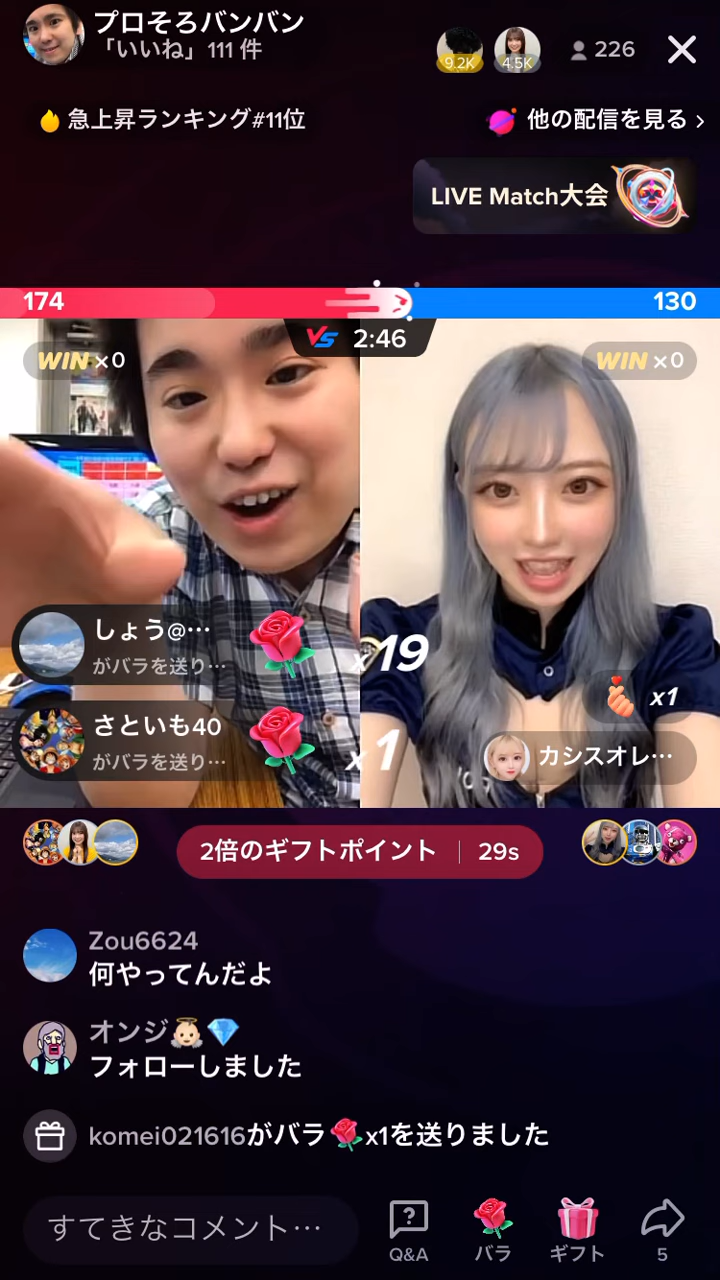 プロそろバンバン
「いいね」111 件
9.2K
4.5K
226
急上昇ランキング#11位
他の配信を見る
LIVE Match大会
174
130
VS 2:46
WIN ×0
WIN ×0
しょう@…
がバラを送り…
x19
さといも40
がバラを送り…
x1
x1
カシスオレ…
2倍のギフトポイント
29s
Zou6624
何やってんだよ
オンジ👼🏻💎
フォローしました
komei021616がバラ🌹x1を送りました
すてきなコメント…
Q&A
バラ
ギフト
5